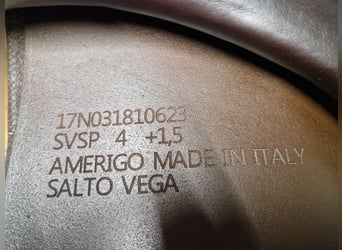 17N031810623
SVSP 4 +1,5
AMERIGO MADE IN ITALY
SALTO VEGA